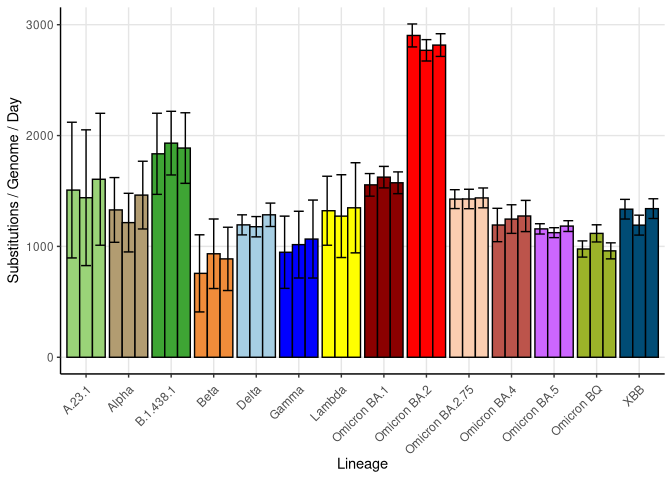 Substitutions / Genome / Day
3000
2000
1000
0
A.23.1
Alpha
B.1.438.1
Beta
Delta
Gamma
Lambda
Omicron BA.1
Omicron BA.2
Omicron BA.2.75
Omicron BA.4
Omicron BA.5
Omicron BQ
XBB
Lineage